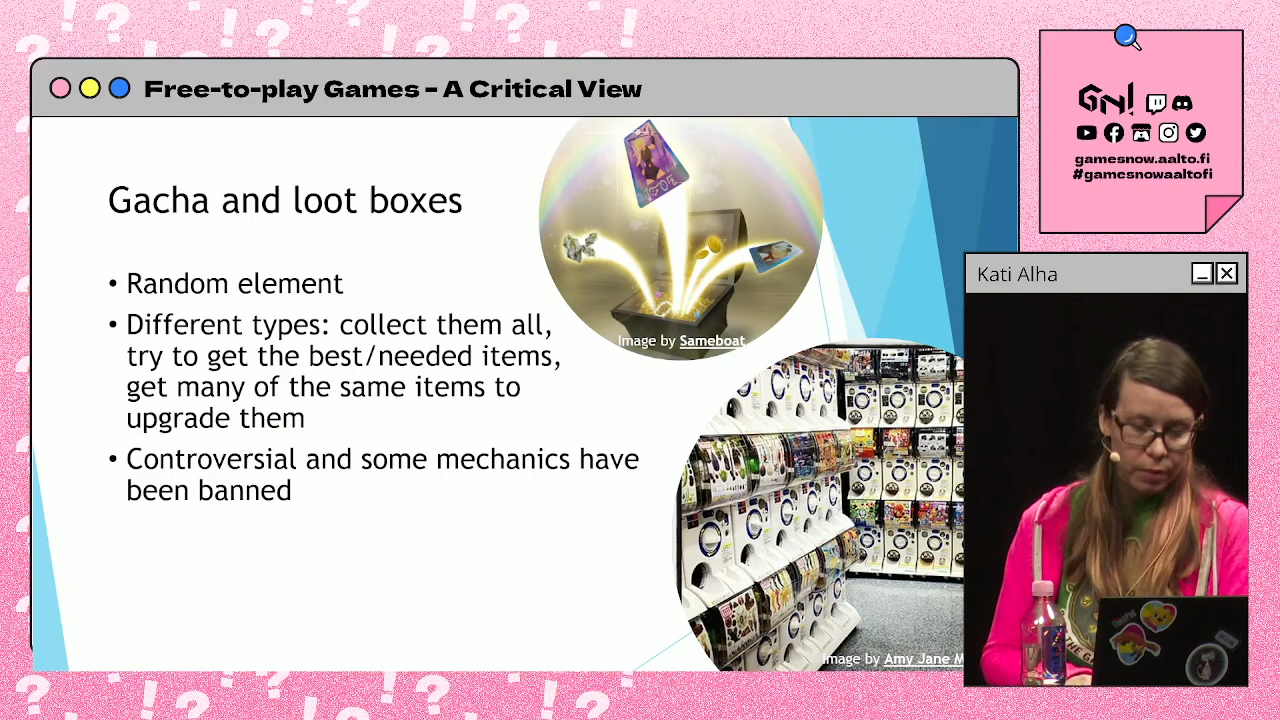 Free-to-play Games – A Critical View
GN!
gamesnow.aalto.fi
#gamesnowaaltofi
Gacha and loot boxes
• Random element
• Different types: collect them all,
try to get the best/needed items,
get many of the same items to
upgrade them
• Controversial and some mechanics have
been banned
Image by Sameboat
Image by Amy Jane M
Kati Alha